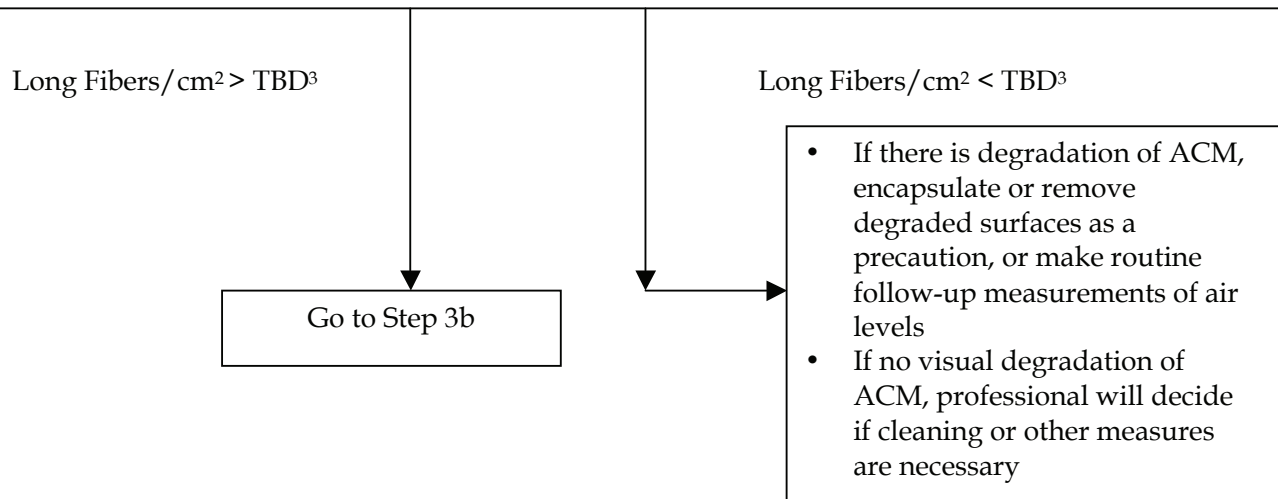 Long Fibers/cm² > TBD³
Long Fibers/cm² < TBD³
Go to Step 3b
• If there is degradation of ACM,
encapsulate or remove
degraded surfaces as a
precaution, or make routine
follow-up measurements of air
levels
• If no visual degradation of
ACM, professional will decide
if cleaning or other measures
are necessary